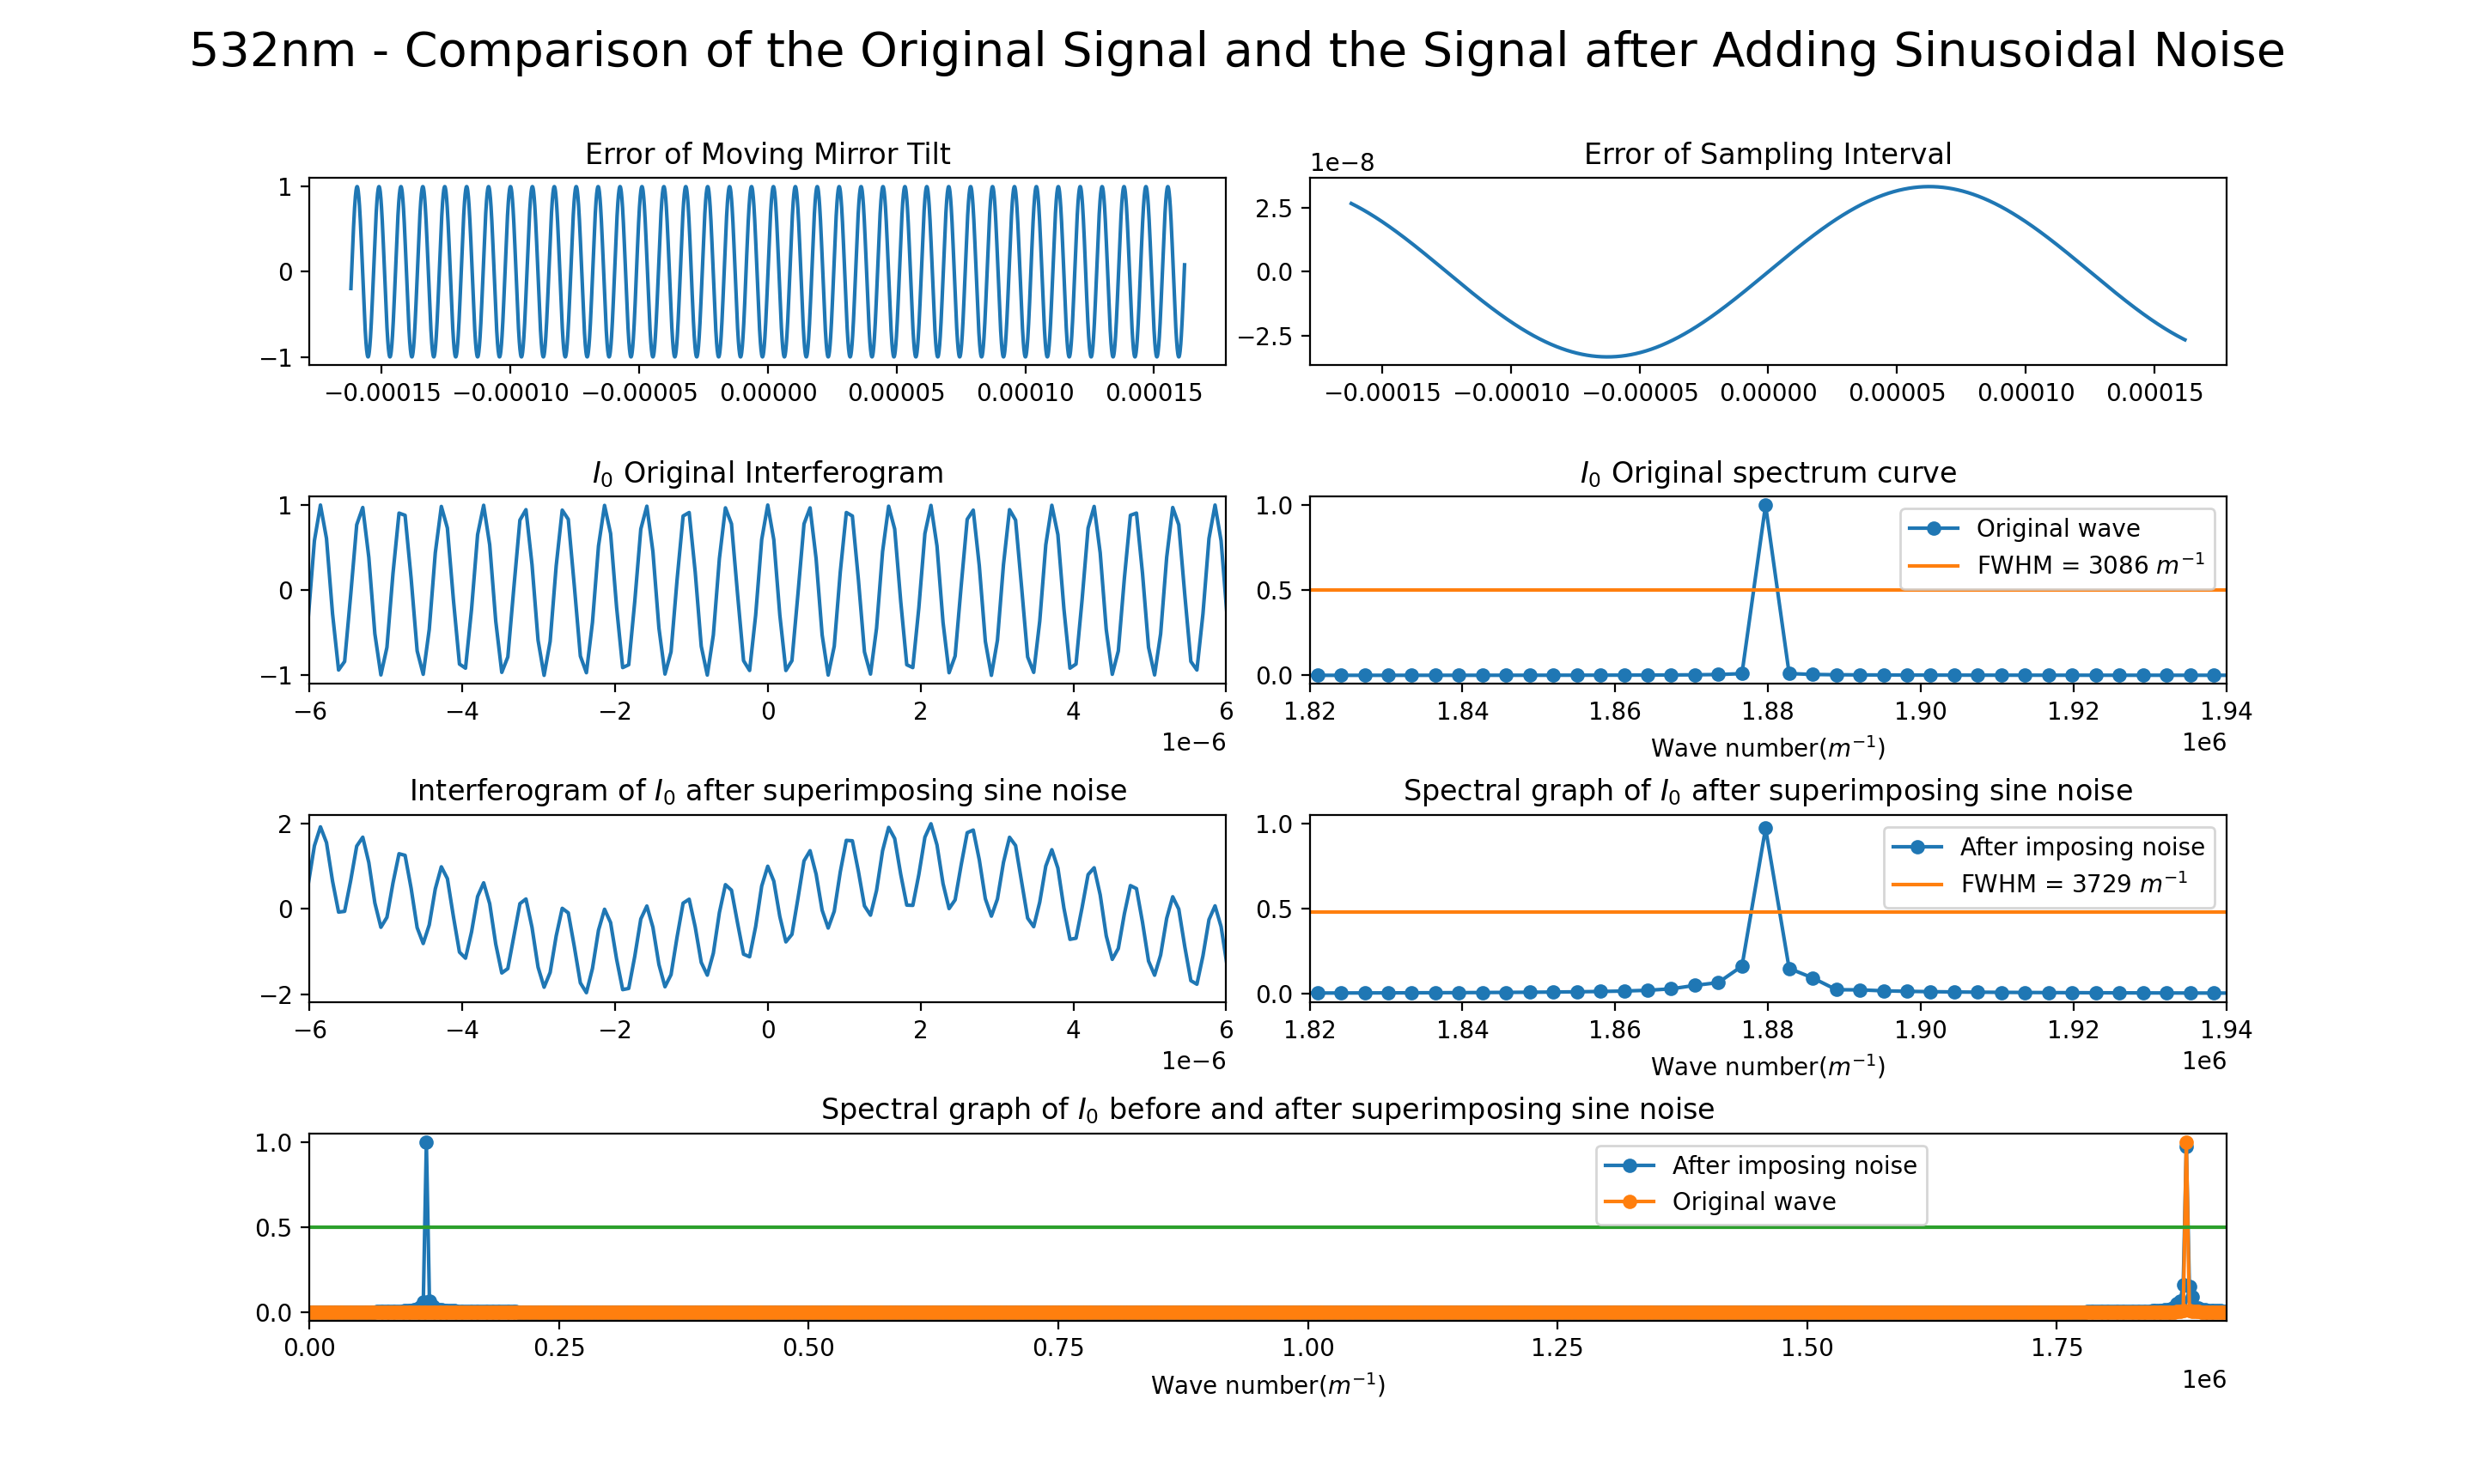 532nm - Comparison of the Original Signal and the Signal after Adding Sinusoidal Noise
Error of Moving Mirror Tilt
1
0
−1
−0.00015 −0.00010 −0.00005 0.00000 0.00005 0.00010 0.00015
Error of Sampling Interval
1e−8
2.5
0.0
−2.5
−0.00015 −0.00010 −0.00005 0.00000 0.00005 0.00010 0.00015
I₀ Original Interferogram
1
0
−1
−6 −4 −2 0 2 4 6
1e−6
I₀ Original spectrum curve
1.0
0.5
0.0
Original wave
FWHM = 3086 m⁻¹
1.82 1.84 1.86 1.88 1.90 1.92 1.94
Wave number(m⁻¹)
1e6
Interferogram of I₀ after superimposing sine noise
2
0
−2
−6 −4 −2 0 2 4 6
1e−6
Spectral graph of I₀ after superimposing sine noise
1.0
0.5
0.0
After imposing noise
FWHM = 3729 m⁻¹
1.82 1.84 1.86 1.88 1.90 1.92 1.94
Wave number(m⁻¹)
1e6
Spectral graph of I₀ before and after superimposing sine noise
1.0
0.5
0.0
After imposing noise
Original wave
0.00 0.25 0.50 0.75 1.00 1.25 1.50 1.75
Wave number(m⁻¹)
1e6